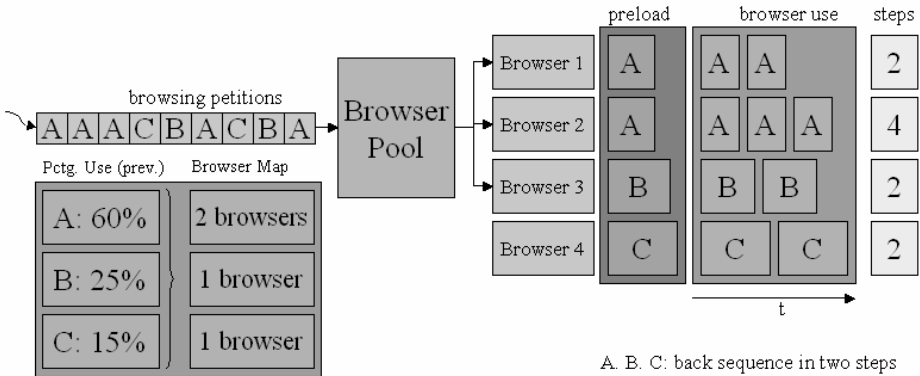 preload browser use steps
Browser 1 A A A 2
browsing petitions
A A A C B A C B A
Browser Pool
Browser 2 A A A A 4
Pctg. Use (prev.) Browser Map
Browser 3 B B B 2
A: 60% 2 browsers
Browser 4 C C C 2
B: 25% 1 browser
t
C: 15% 1 browser
A. B. C: back sequence in two steps